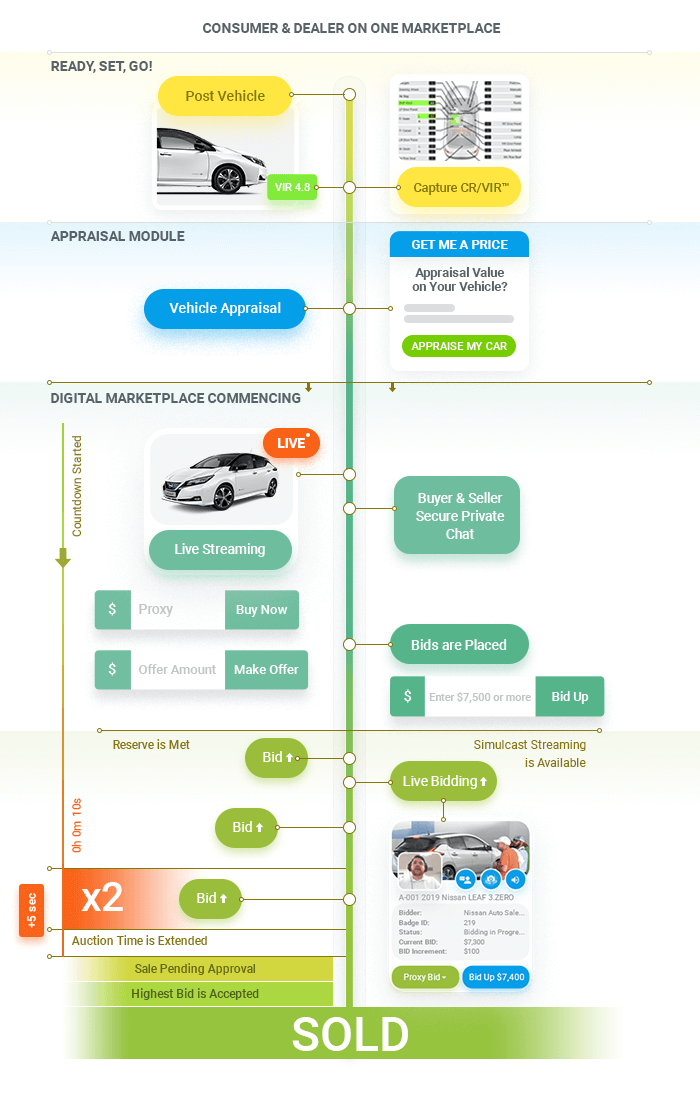 CONSUMER & DEALER ON ONE MARKETPLACE
READY, SET, GO!
Post Vehicle
VIR 4.8
Capture CR/VIR™
APPRAISAL MODULE
GET ME A PRICE
Appraisal Value
on Your Vehicle?
Vehicle Appraisal
APPRAISE MY CAR
DIGITAL MARKETPLACE COMMENCING
Countdown Started
LIVE
Live Streaming
Buyer & Seller
Secure Private
Chat
$ Proxy Buy Now
Bids are Placed
$ Offer Amount Make Offer
$ Enter $7,500 or more Bid Up
Reserve is Met
Simulcast Streaming
is Available
Bid
Live Bidding
0h 0m 10s
Bid
+5 sec
x2
Bid
A-001 2019 Nissan LEAF 3.ZERO
Bidder: Nissan Auto Sale...
Badge ID: 219
Status: Bidding in Progre...
Current BID: $7,300
BID Increment: $100
Proxy Bid
Bid Up $7,400
Auction Time is Extended
Sale Pending Approval
Highest Bid is Accepted
SOLD